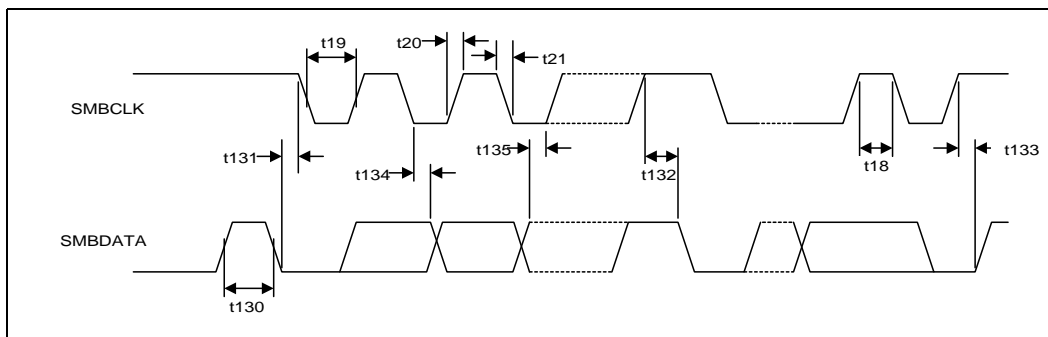 t19
t20
t21
SMBCLK
t131
t135
t134
t132
t18
t133
SMBDATA
t130